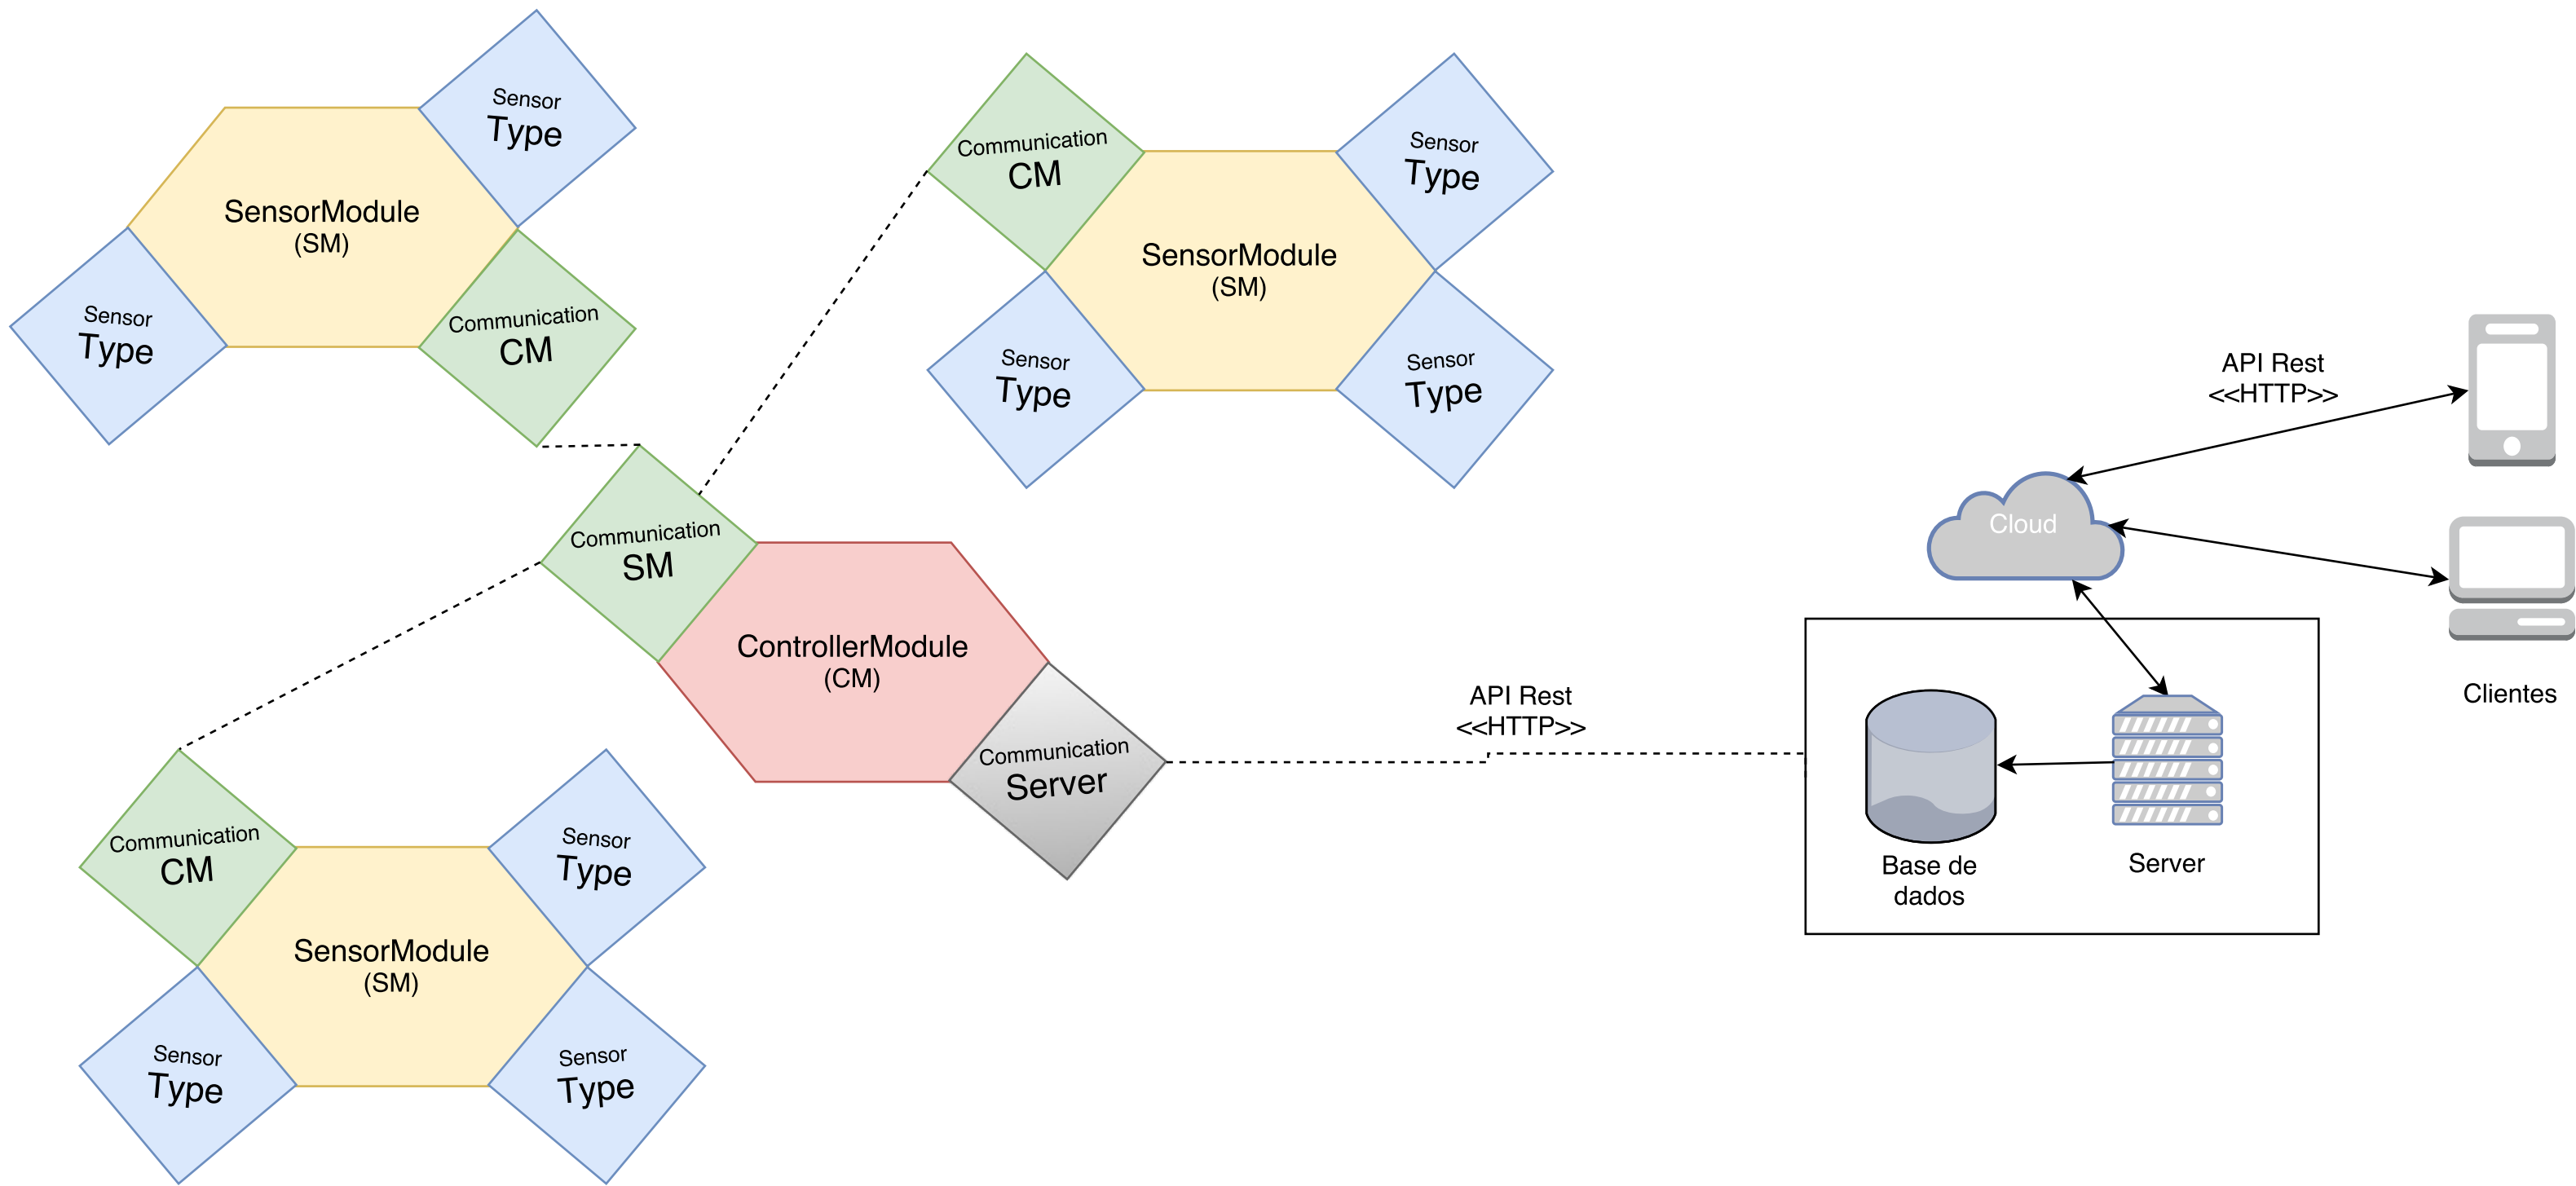 Sensor
Type
SensorModule
(SM)
Sensor
Type
Communication
CM
Communication
CM
Sensor
Type
SensorModule
(SM)
Sensor
Type
Sensor
Type
Communication
SM
ControllerModule
(CM)
Communication
Server
API Rest
<<HTTP>>
Communication
CM
Sensor
Type
SensorModule
(SM)
Sensor
Type
Sensor
Type
API Rest
<<HTTP>>
Cloud
Clientes
Base de
dados
Server